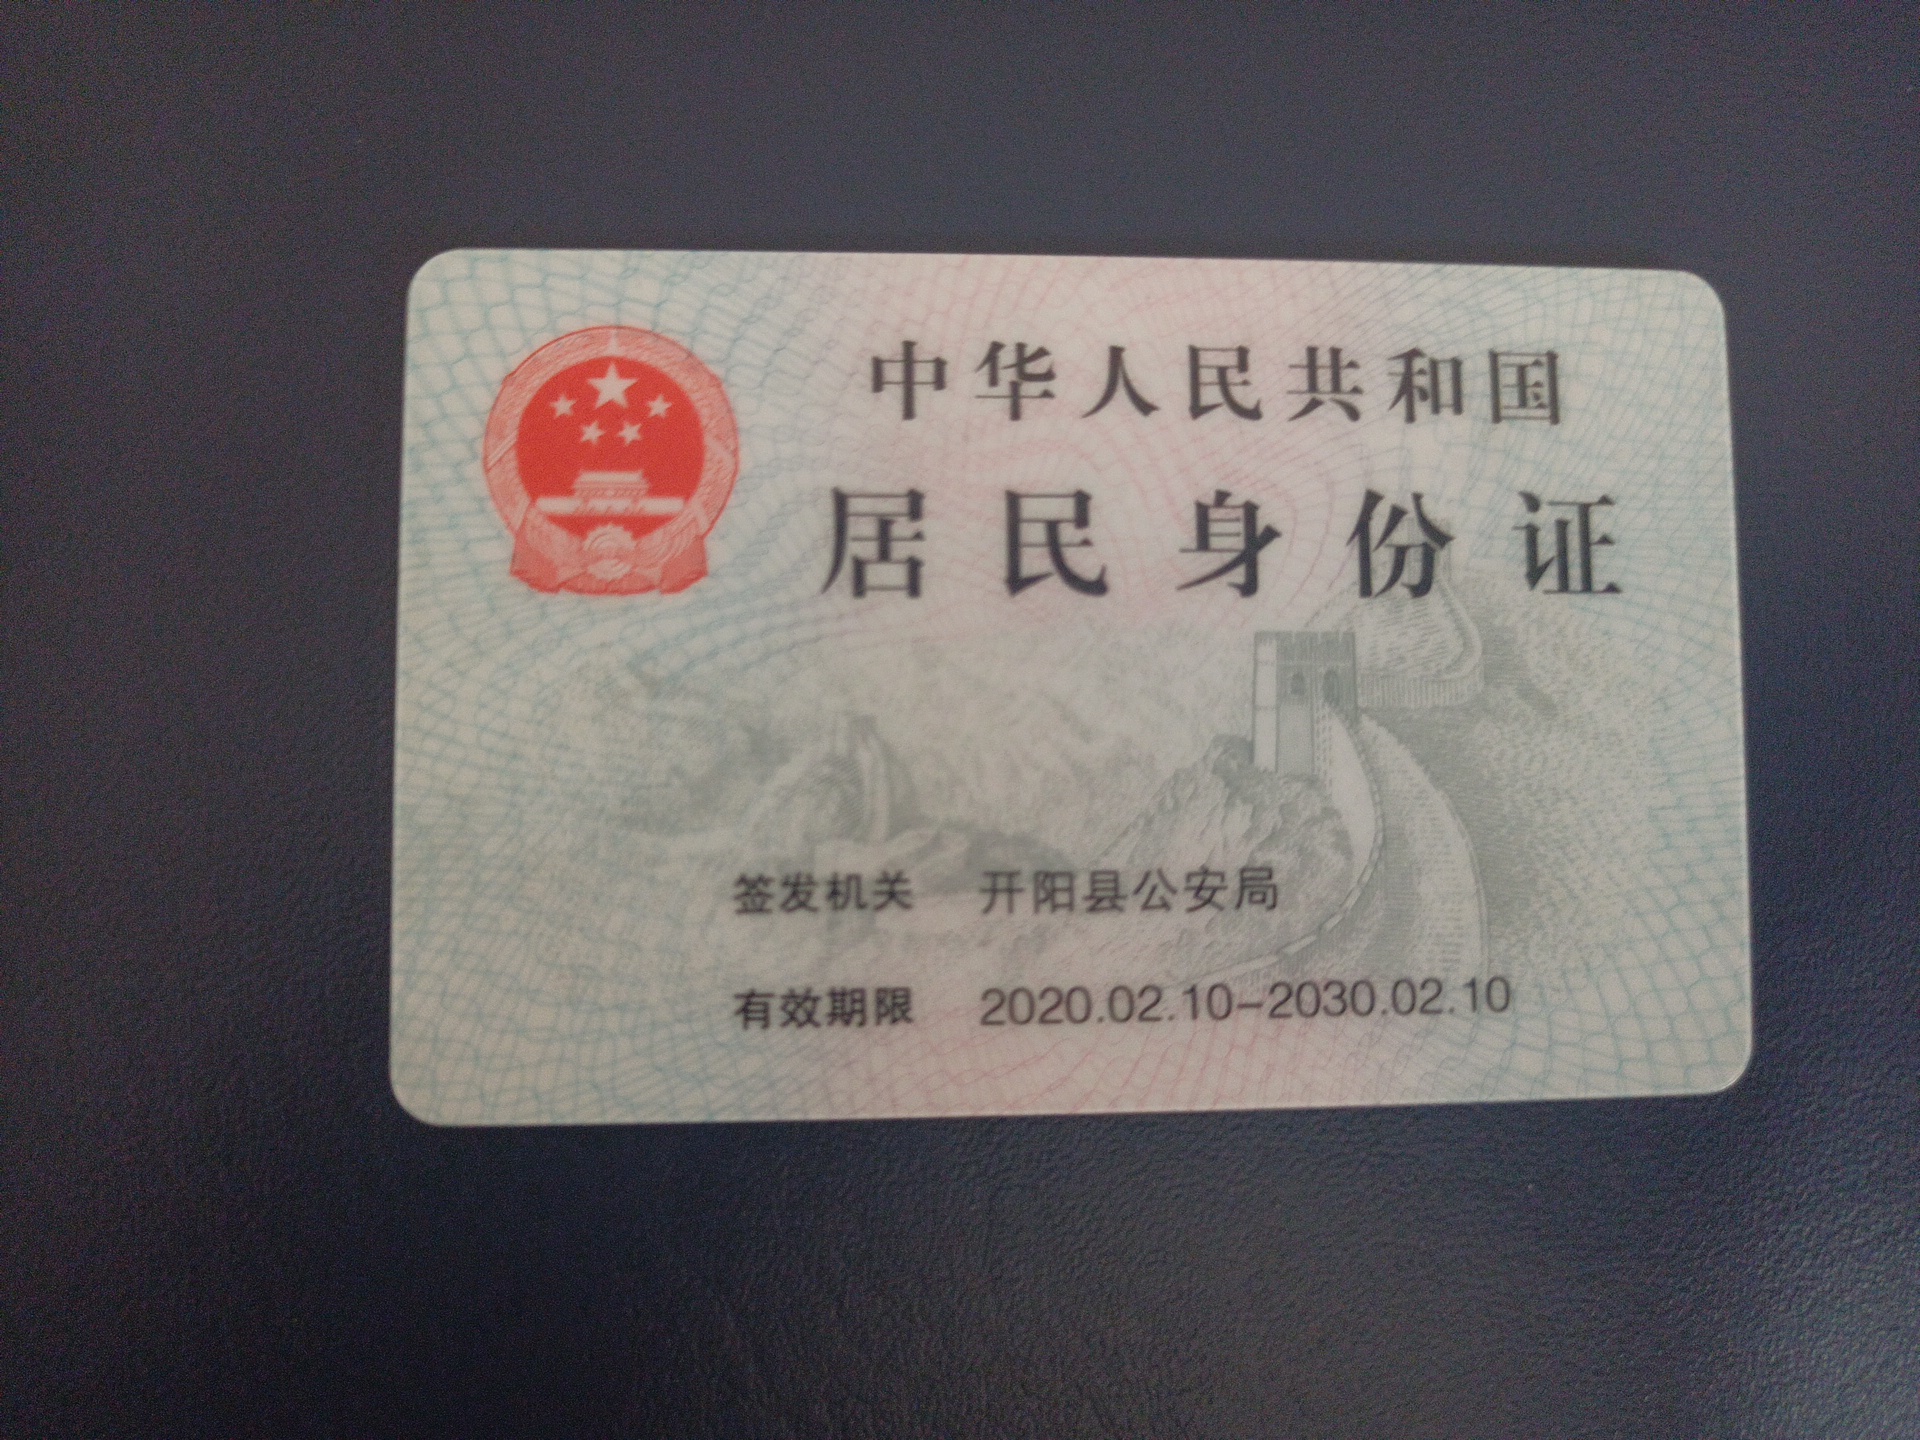 中华人民共和国
居民身份证
签发机关 开阳县公安局
有效期限 2020.02.10-2030.02.10